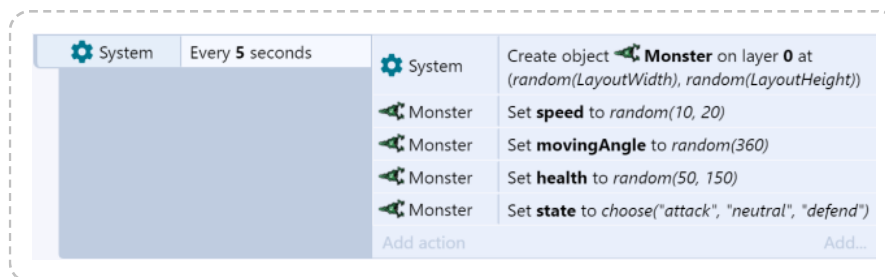 System Every 5 seconds
System Create object Monster on layer 0 at
(random(LayoutWidth), random(LayoutHeight))
Monster Set speed to random(10, 20)
Monster Set movingAngle to random(360)
Monster Set health to random(50, 150)
Monster Set state to choose("attack", "neutral", "defend")
Add action Add...